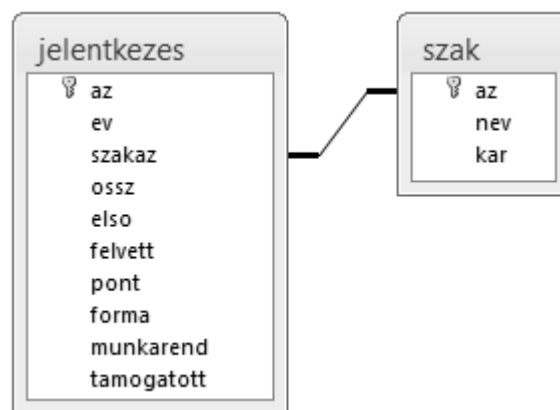 jelentkezes
az
ev
szakaz
ossz
elso
felvett
pont
forma
munkarend
tamogatott
szak
az
nev
kar